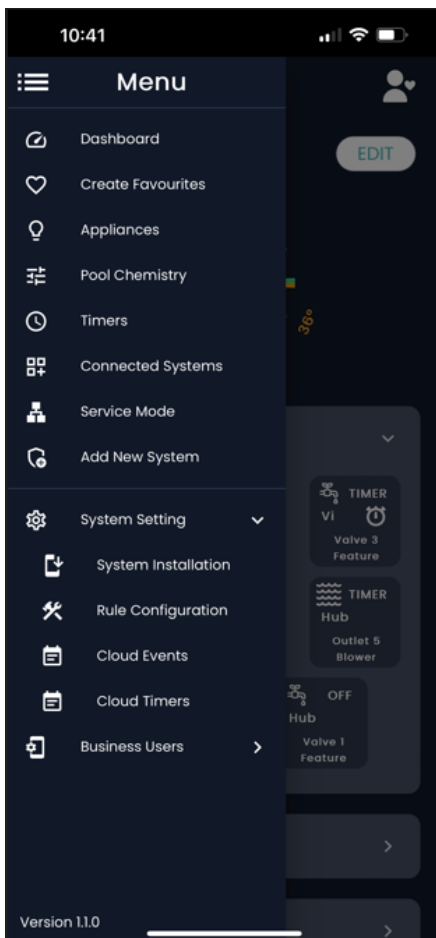 10:41
Menu
Dashboard
EDIT
Create Favourites
Appliances
Pool Chemistry
Timers
36°
Connected Systems
Service Mode
Add New System
TIMER
Vi
Valve 3
Feature
System Setting
System Installation
TIMER
Hub
Outlet 5
Blower
Rule Configuration
Cloud Events
Cloud Timers
OFF
Hub
Valve 1
Feature
Business Users
Version 1.1.0